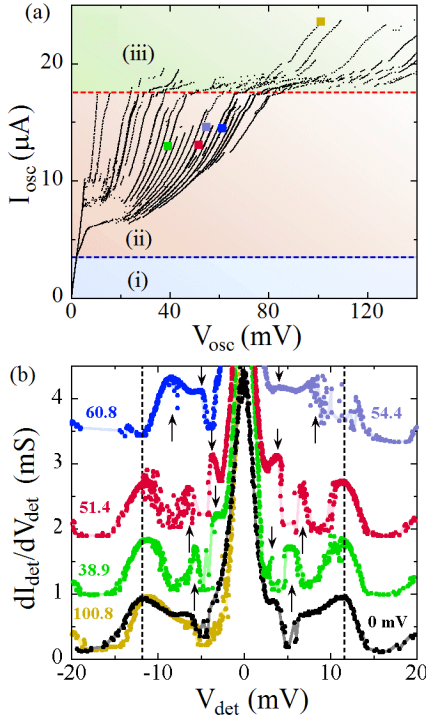 (a)
20
10
0
I_osc (μA)
(iii)
(ii)
(i)
0 40 80 120
V_osc (mV)
(b)
4
3
2
1
dI_det/dV_det (mS)
60.8
54.4
51.4
38.9
100.8
0 mV
-20 -10 0 10 20
V_det (mV)